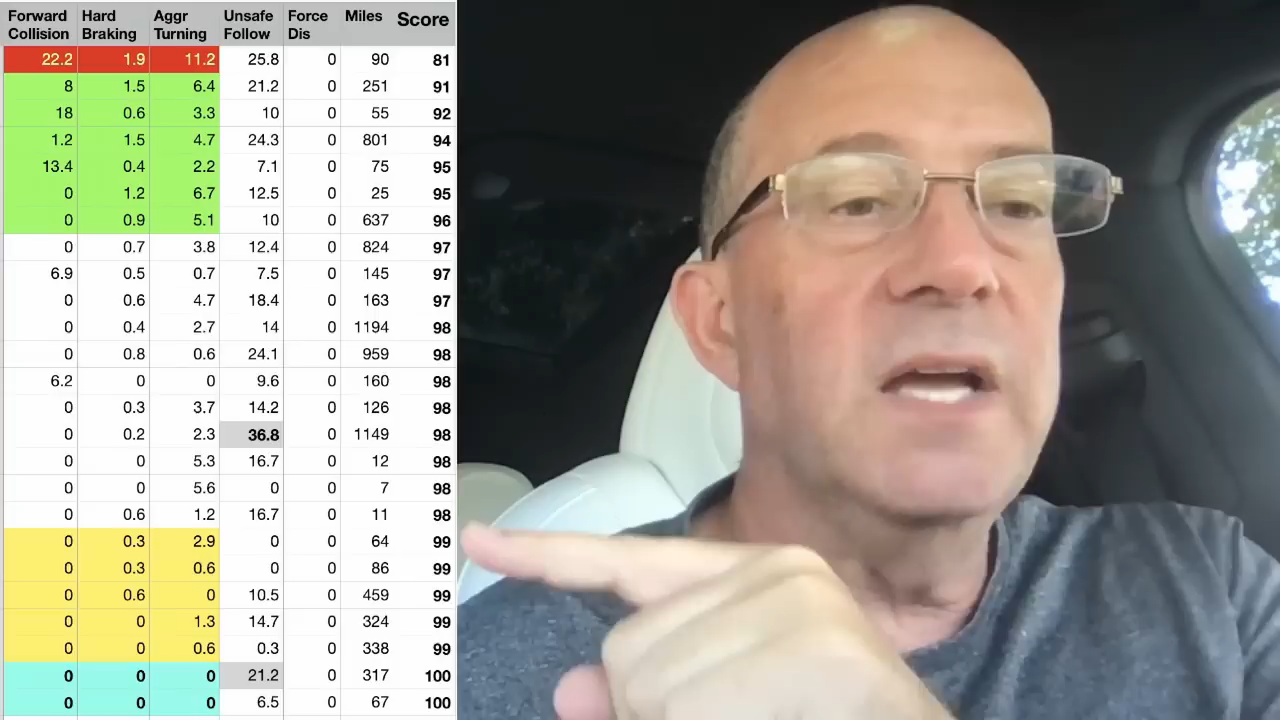 Forward Collision Hard Braking Aggr Turning Unsafe Follow Force Dis Miles Score
22.2 1.9 11.2 25.8 0 90 81
8 1.5 6.4 21.2 0 251 91
18 0.6 3.3 10 0 55 92
1.2 1.5 4.7 24.3 0 801 94
13.4 0.4 2.2 7.1 0 75 95
0 1.2 6.7 12.5 0 25 95
0 0.9 5.1 10 0 637 96
0 0.7 3.8 12.4 0 824 97
6.9 0.5 0.7 7.5 0 145 97
0 0.6 4.7 18.4 0 163 97
0 0.4 2.7 14 0 1194 98
0 0.8 0.6 24.1 0 959 98
6.2 0 0 9.6 0 160 98
0 0.3 3.7 14.2 0 126 98
0 0.2 2.3 36.8 0 1149 98
0 0 5.3 16.7 0 12 98
0 0 5.6 0 0 7 98
0 0.6 1.2 16.7 0 11 98
0 0.3 2.9 0 0 64 99
0 0.3 0.6 0 0 86 99
0 0.6 0 10.5 0 459 99
0 0 1.3 14.7 0 324 99
0 0 0.6 0.3 0 338 99
0 0 0 21.2 0 317 100
0 0 0 6.5 0 67 100